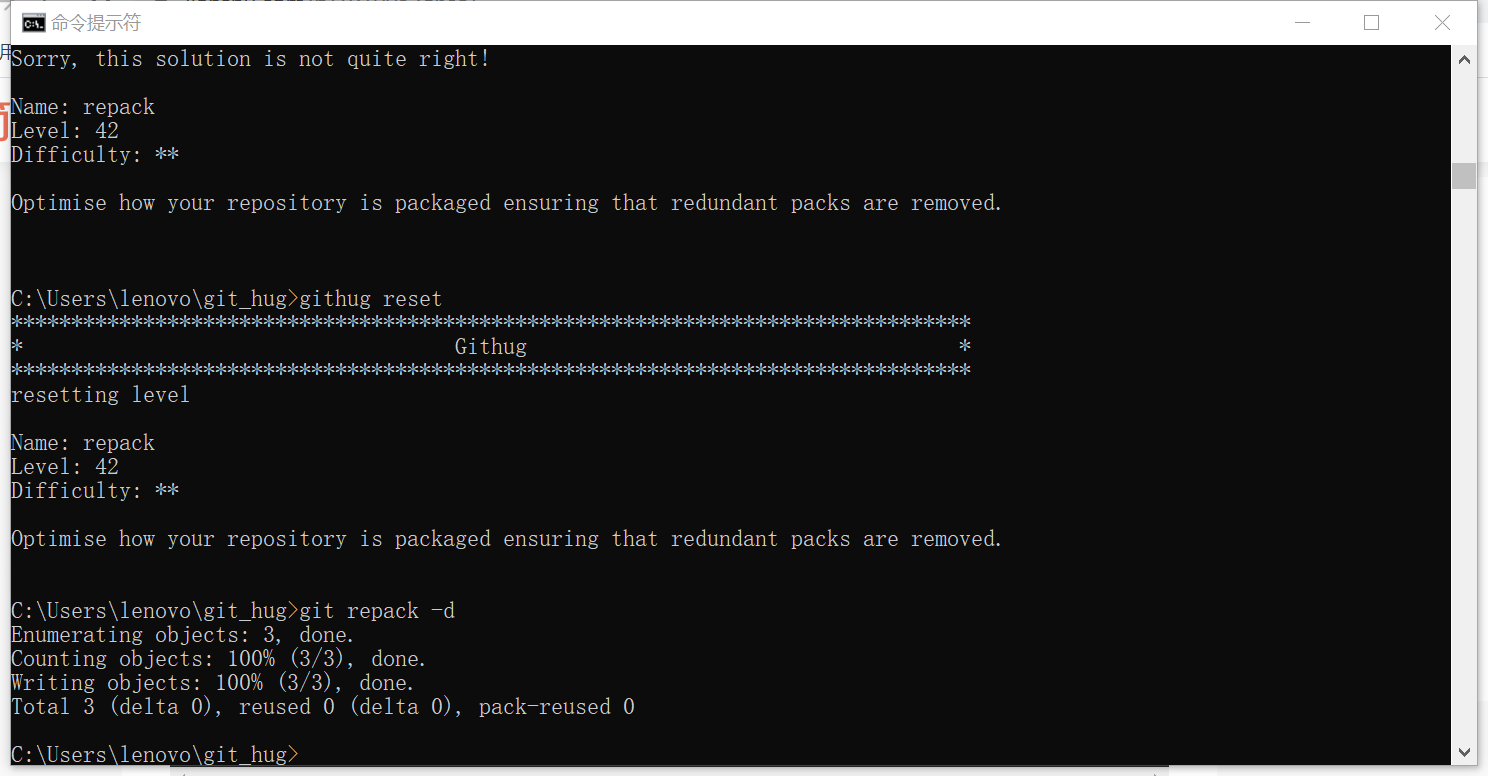 命令提示符
Sorry, this solution is not quite right!
Name: repack
Level: 42
Difficulty: **
Optimise how your repository is packaged ensuring that redundant packs are removed.
C:\Users\lenovo\git_hug>githug reset
********************************************************************************
*                                    Githug                                    *
********************************************************************************
resetting level
Name: repack
Level: 42
Difficulty: **
Optimise how your repository is packaged ensuring that redundant packs are removed.
C:\Users\lenovo\git_hug>git repack -d
Enumerating objects: 3, done.
Counting objects: 100% (3/3), done.
Writing objects: 100% (3/3), done.
Total 3 (delta 0), reused 0 (delta 0), pack-reused 0
C:\Users\lenovo\git_hug>